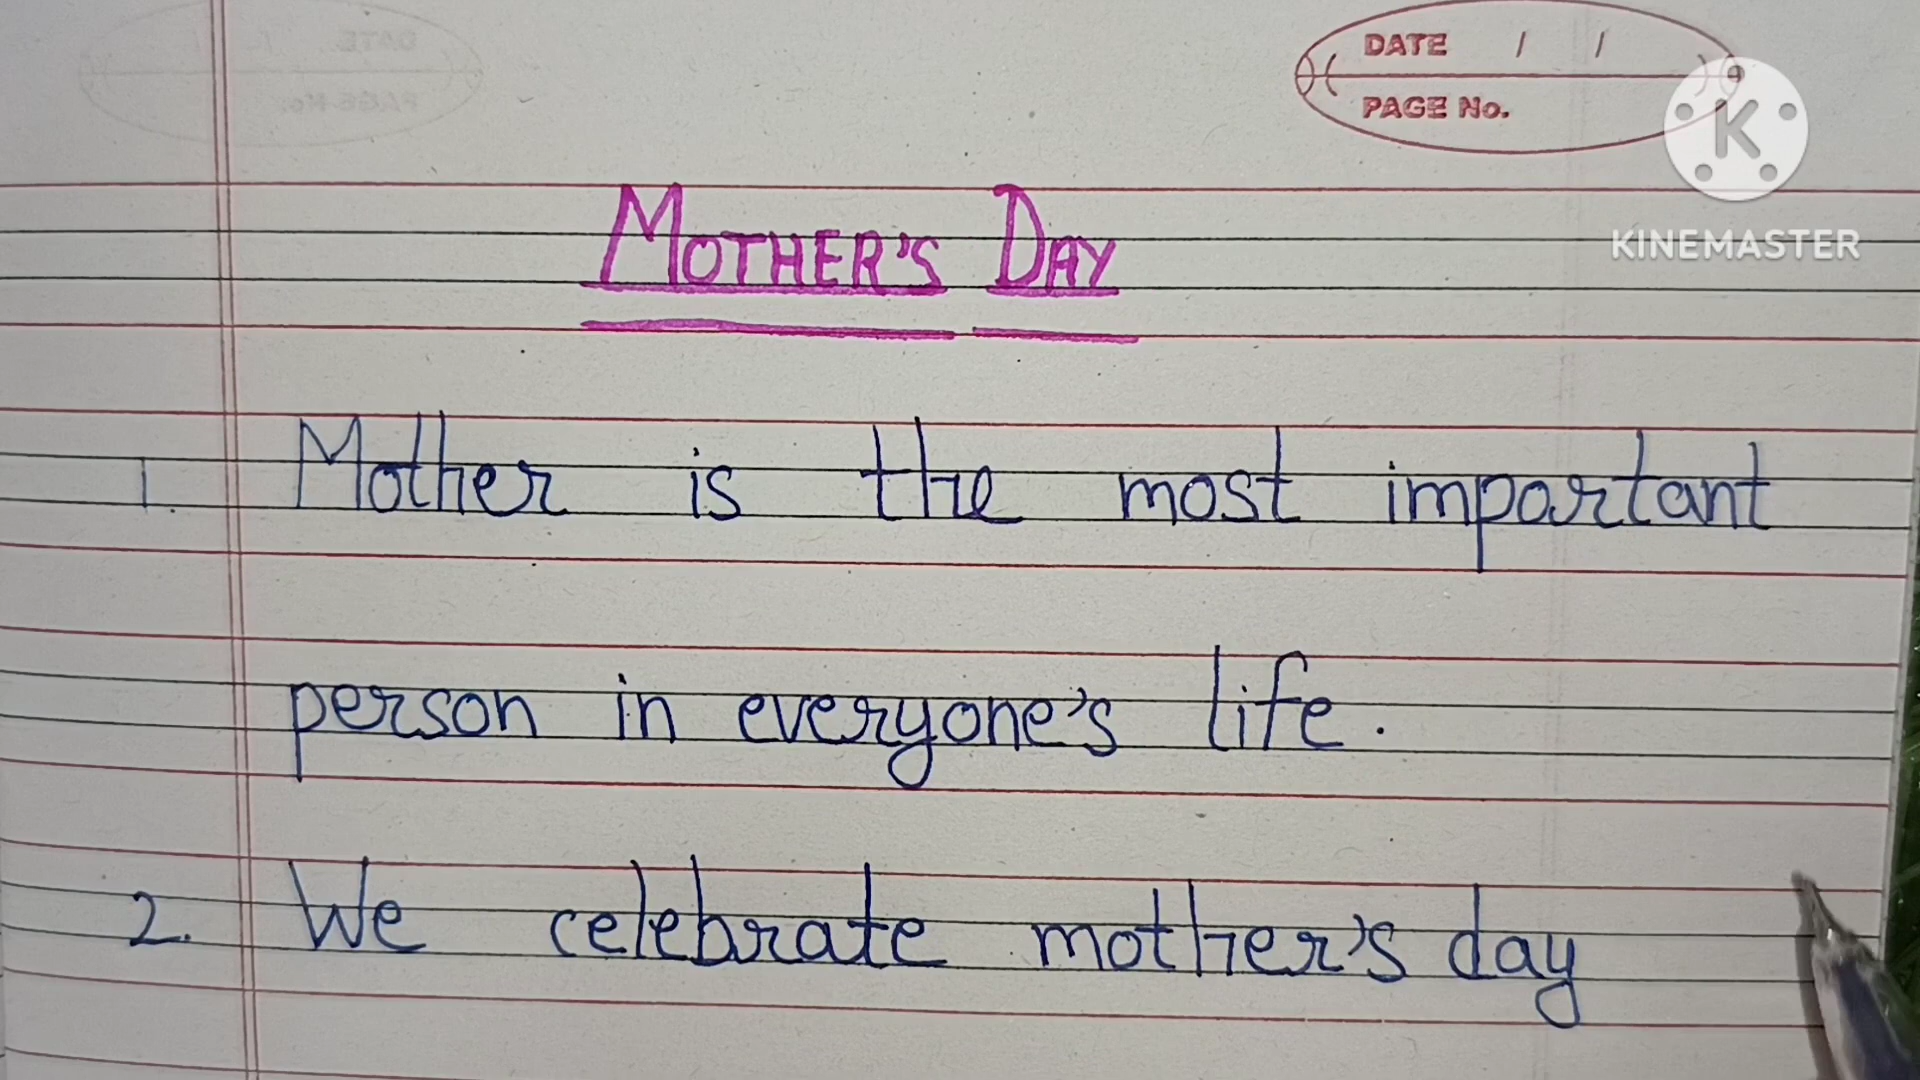 DATE / /
PAGE No.
KINEMASTER
MOTHER'S DAY
1. Mother is the most important
person in everyone's life.
2. We celebrate mother's day